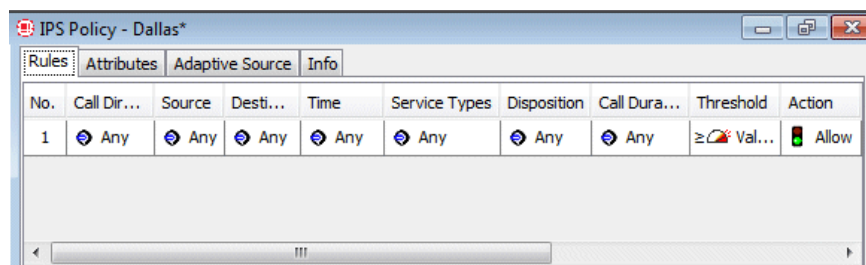 IPS Policy - Dallas*
Rules Attributes Adaptive Source Info
No. Call Dir... Source Desti... Time Service Types Disposition Call Dura... Threshold Action
1 Any Any Any Any Any Any Any ≥ Val... Allow